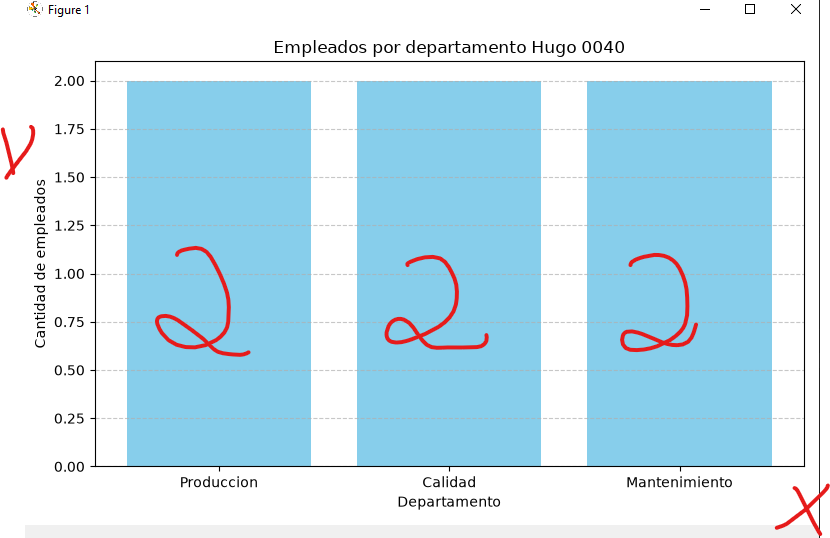 Figure 1
Empleados por departamento Hugo 0040
Y
Cantidad de empleados
2.00
1.75
1.50
1.25
1.00
0.75
0.50
0.25
0.00
2 2 2
Produccion Calidad Mantenimiento
Departamento
X